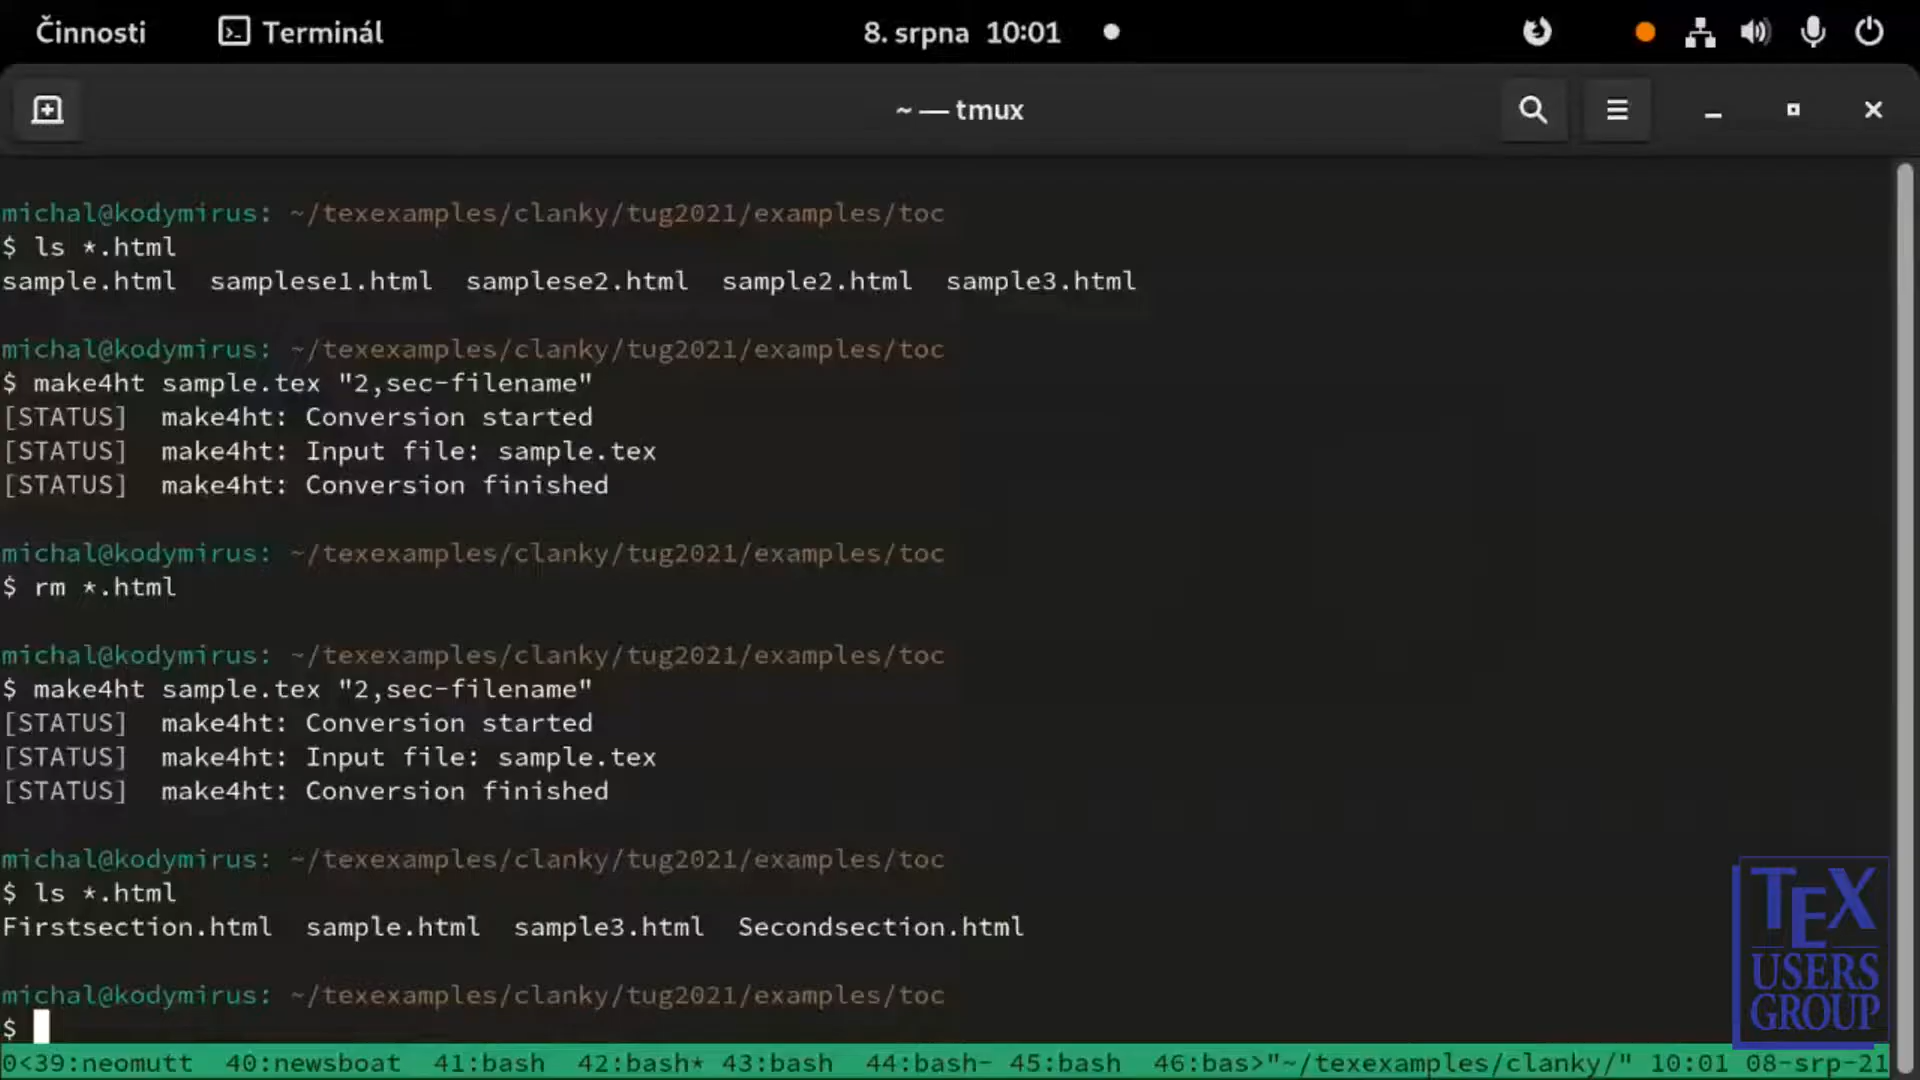 Činnosti Terminál 8. srpna 10:01
~ — tmux
michal@kodymirus: ~/texexamples/clanky/tug2021/examples/toc
$ ls *.html
sample.html samplese1.html samplese2.html sample2.html sample3.html
michal@kodymirus: ~/texexamples/clanky/tug2021/examples/toc
$ make4ht sample.tex "2,sec-filename"
[STATUS] make4ht: Conversion started
[STATUS] make4ht: Input file: sample.tex
[STATUS] make4ht: Conversion finished
michal@kodymirus: ~/texexamples/clanky/tug2021/examples/toc
$ rm *.html
michal@kodymirus: ~/texexamples/clanky/tug2021/examples/toc
$ make4ht sample.tex "2,sec-filename"
[STATUS] make4ht: Conversion started
[STATUS] make4ht: Input file: sample.tex
[STATUS] make4ht: Conversion finished
michal@kodymirus: ~/texexamples/clanky/tug2021/examples/toc
$ ls *.html
Firstsection.html sample.html sample3.html Secondsection.html
michal@kodymirus: ~/texexamples/clanky/tug2021/examples/toc
$
TEX
USERS
GROUP
0<39:neomutt 40:newsboat 41:bash 42:bash* 43:bash 44:bash- 45:bash 46:bas>"~/texexamples/clanky/" 10:01 08-srp-21